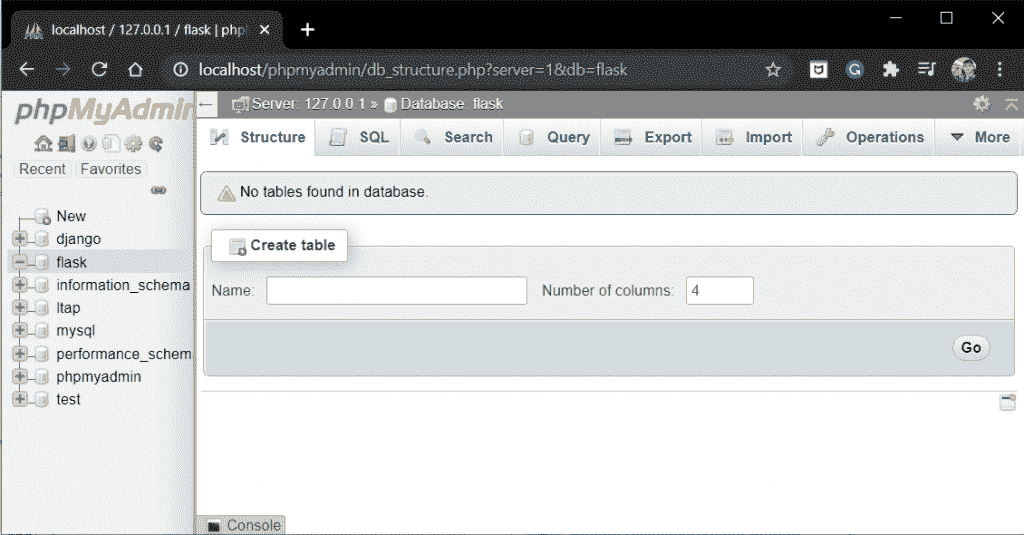 localhost / 127.0.0.1 / flask | php
localhost/phpmyadmin/db_structure.php?server=1&db=flask
phpMyAdmin
Recent Favorites
New
django
flask
information_schema
ltap
mysql
performance_schem
phpmyadmin
test
Server: 127.0.0.1 » Database: flask
Structure SQL Search Query Export Import Operations More
No tables found in database.
Create table
Name: Number of columns: 4
Go
Console